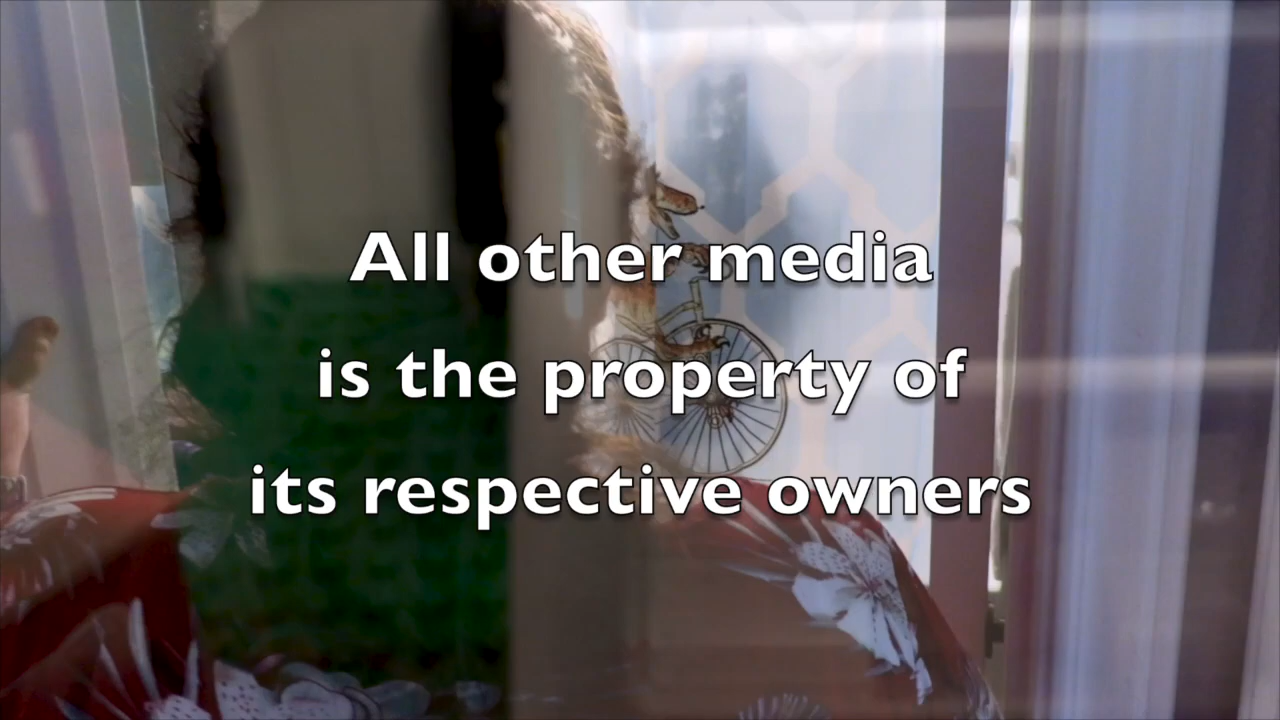 All other media
is the property of
its respective owners